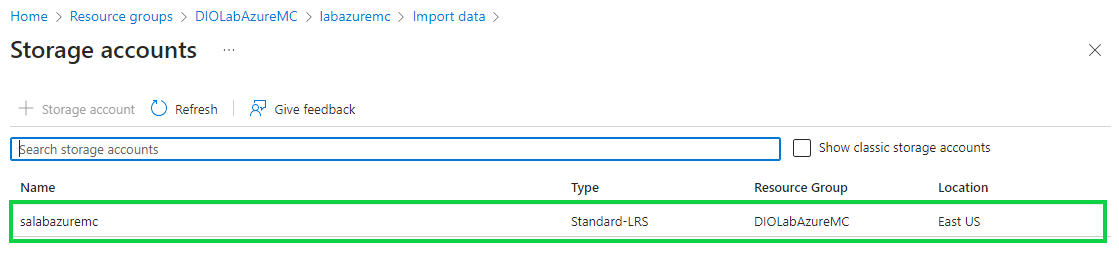 Home > Resource groups > DIOLabAzureMC > labazuremc > Import data >
Storage accounts ...
+ Storage account Refresh Give feedback
Search storage accounts Show classic storage accounts
Name Type Resource Group Location
salabazuremc Standard-LRS DIOLabAzureMC East US